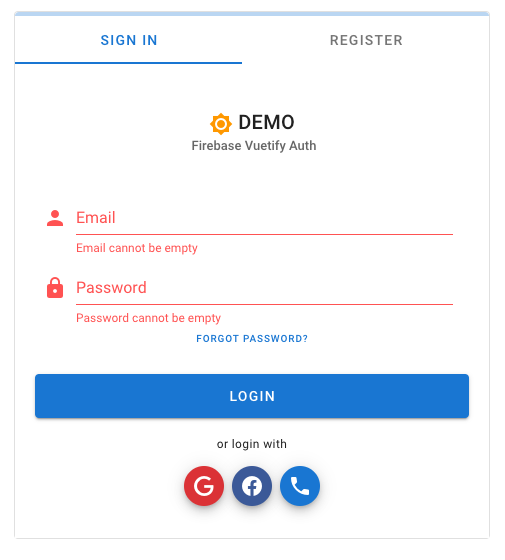 SIGN IN
REGISTER
DEMO
Firebase Vuetify Auth
Email
Email cannot be empty
Password
Password cannot be empty
FORGOT PASSWORD?
LOGIN
or login with